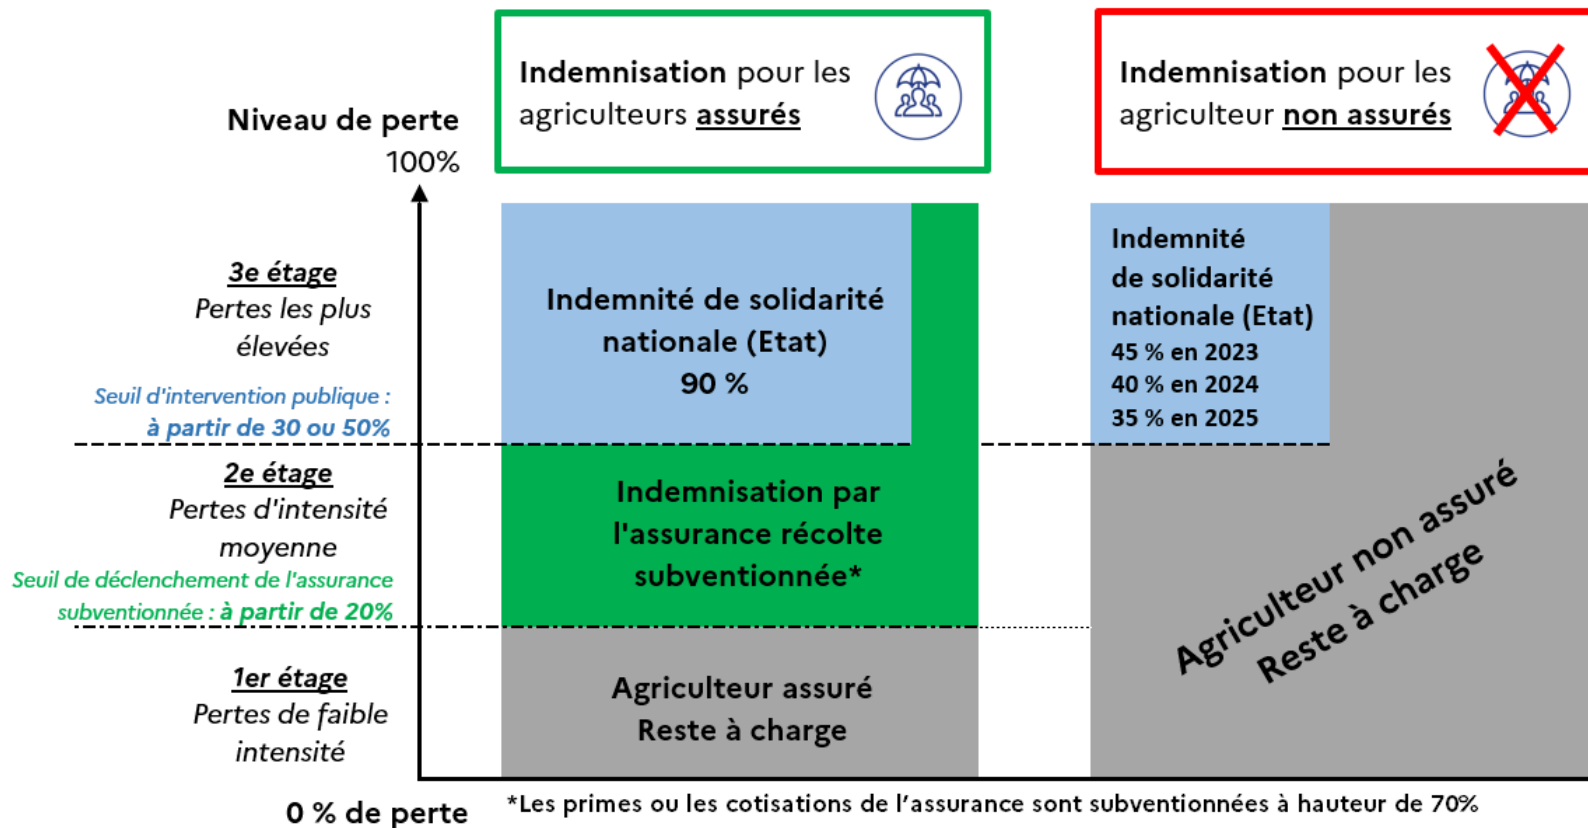 Indemnisation pour les
agriculteurs assurés
Indemnisation pour les
agriculteur non assurés
Niveau de perte
100%
3e étage
Pertes les plus
élevées
Seuil d'intervention publique :
à partir de 30 ou 50%
2e étage
Pertes d'intensité
moyenne
Seuil de déclenchement de l'assurance
subventionnée : à partir de 20%
1er étage
Pertes de faible
intensité
0 % de perte
Indemnité de solidarité
nationale (Etat)
90 %
Indemnisation par
l'assurance récolte
subventionnée*
Agriculteur assuré
Reste à charge
Indemnité
de solidarité
nationale (Etat)
45 % en 2023
40 % en 2024
35 % en 2025
Agriculteur non assuré
Reste à charge
*Les primes ou les cotisations de l’assurance sont subventionnées à hauteur de 70%